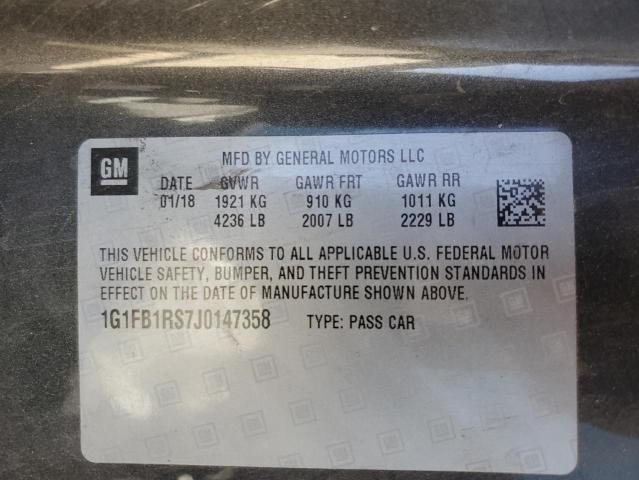 GM
MFD BY GENERAL MOTORS LLC
DATE GVWR GAWR FRT GAWR RR
01/18 1921 KG 910 KG 1011 KG
4236 LB 2007 LB 2229 LB
THIS VEHICLE CONFORMS TO ALL APPLICABLE U.S. FEDERAL MOTOR
VEHICLE SAFETY, BUMPER, AND THEFT PREVENTION STANDARDS IN
EFFECT ON THE DATE OF MANUFACTURE SHOWN ABOVE.
1G1FB1RS7J0147358 TYPE: PASS CAR